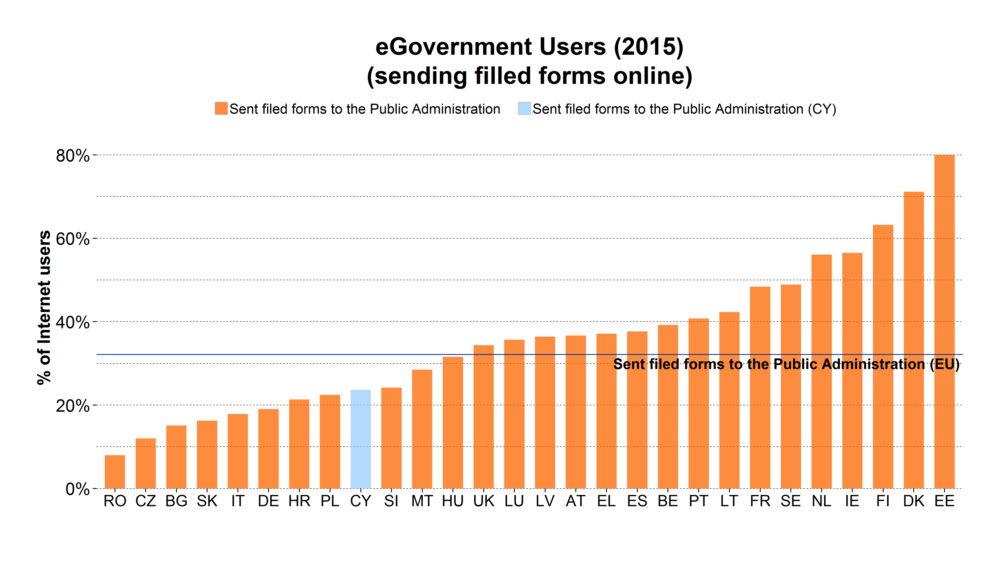 eGovernment Users (2015)
(sending filled forms online)
Sent filed forms to the Public Administration
Sent filed forms to the Public Administration (CY)
% of Internet users
80%
60%
40%
20%
0%
Sent filed forms to the Public Administration (EU)
RO CZ BG SK IT DE HR PL CY SI MT HU UK LU LV AT EL ES BE PT LT FR SE NL IE FI DK EE